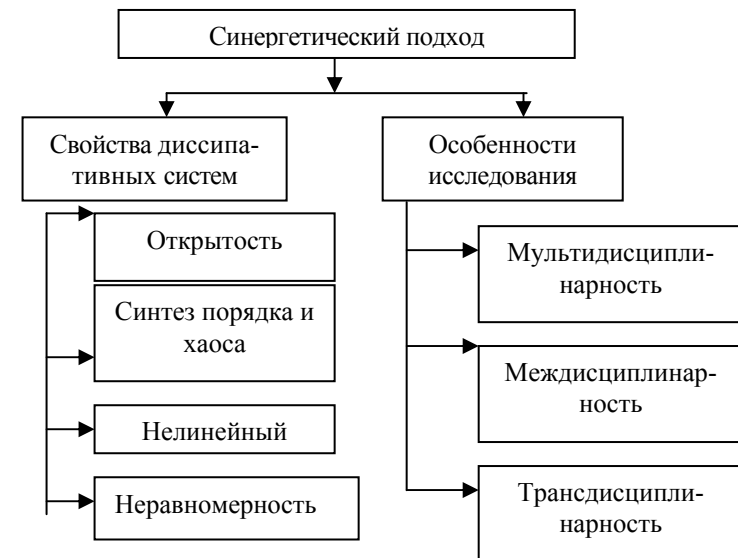 Синергетический подход
Свойства диссипа-
тивных систем
Открытость
Синтез порядка и
хаоса
Нелинейный
Неравномерность
Особенности
исследования
Мультидисципли-
нарность
Междисциплинар-
ность
Трансдисципли-
нарность